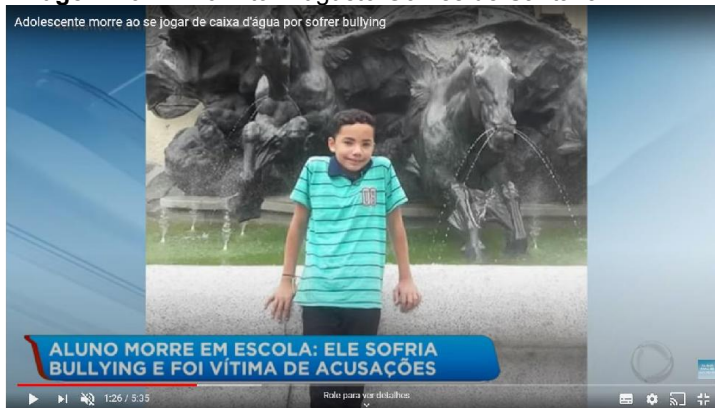 Adolescente morre ao se jogar de caixa d'água por sofrer bullying
ALUNO MORRE EM ESCOLA: ELE SOFRIA
BULLYING E FOI VÍTIMA DE ACUSAÇÕES
1:26 / 5:35
Role para ver detalhes